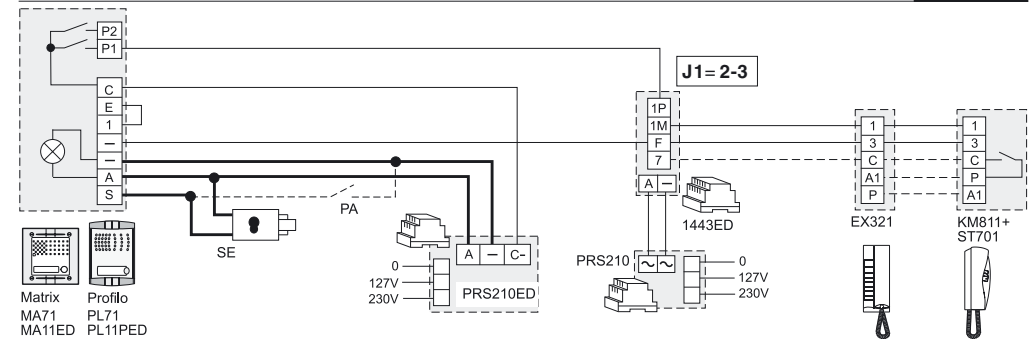 P2
P1
C
E
1
—
—
A
S
PA
SE
Matrix
MA71
MA11ED
Profilo
PL71
PL11PED
A — C-
0
127V
230V
PRS210ED
J1= 2-3
1P
1M
F
7
A —
1443ED
PRS210
0
127V
230V
1
3
C
A1
P
EX321
1
3
C
P
A1
KM811+
ST701